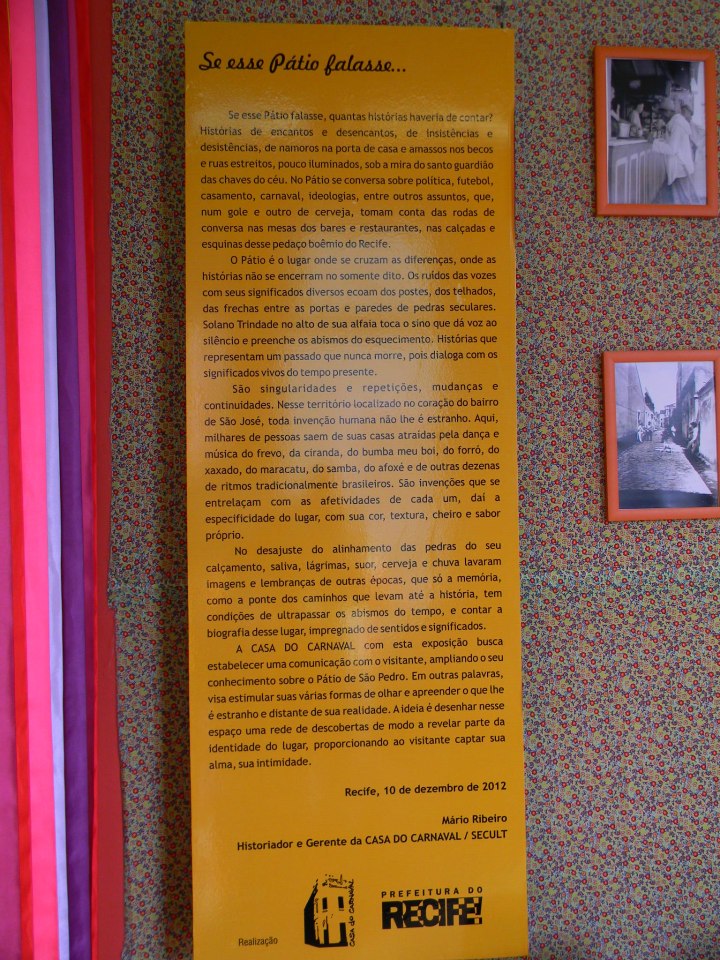 Se esse Pátio falasse...
Se esse Pátio falasse, quantas histórias haveria de contar?
Histórias de encantos e desencantos, de insistências e
desistências, de namoros na porta de casa e amassos nos becos
e ruas estreitos, pouco iluminados, sob a mira do santo guardião
das chaves do céu. No Pátio se conversa sobre política, futebol,
casamento, carnaval, ideologias, entre outros assuntos, que,
num gole e outro de cerveja, tomam conta das rodas de
conversa nas mesas dos bares e restaurantes, nas calçadas e
esquinas desse pedaço boêmio do Recife.
O Pátio é o lugar onde se cruzam as diferenças, onde as
histórias não se encerram no somente dito. Os ruídos das vozes
com seus significados diversos ecoam dos postes, dos telhados,
das frechas entre as portas e paredes de pedras seculares.
Solano Trindade no alto de sua alfaia toca o sino que dá voz ao
silêncio e preenche os abismos do esquecimento. Histórias que
representam um passado que nunca morre, pois dialoga com os
significados vivos do tempo presente.
São singularidades e repetições, mudanças e
continuidades. Nesse território localizado no coração do bairro
de São José, toda invenção humana não lhe é estranho. Aqui,
milhares de pessoas saem de suas casas atraídas pela dança e
música do frevo, da ciranda, do bumba meu boi, do forró, do
xaxado, do maracatu, do samba, do afoxé e de outras dezenas
de ritmos tradicionalmente brasileiros. São invenções que se
entrelaçam com as afetividades de cada um, daí a
especificidade do lugar, com sua cor, textura, cheiro e sabor
próprio.
No desajuste do alinhamento das pedras do seu
calçamento, saliva, lágrimas, suor, cerveja e chuva lavaram
imagens e lembranças de outras épocas, que só a memória,
como a ponte dos caminhos que levam até a história, tem
condições de ultrapassar os abismos do tempo, e contar a
biografia desse lugar, impregnado de sentidos e significados.
A CASA DO CARNAVAL com esta exposição busca
estabelecer uma comunicação com o visitante, ampliando o seu
conhecimento sobre o Pátio de São Pedro. Em outras palavras,
visa estimular suas várias formas de olhar e apreender o que lhe
é estranho e distante de sua realidade. A ideia é desenhar nesse
espaço uma rede de descobertas de modo a revelar parte da
identidade do lugar, proporcionando ao visitante captar sua
alma, sua intimidade.
Recife, 10 de dezembro de 2012
Mário Ribeiro
Historiador e Gerente da CASA DO CARNAVAL / SECULT
Realização
CASA DO CARNAVAL
PREFEITURA DO
RECIFE!